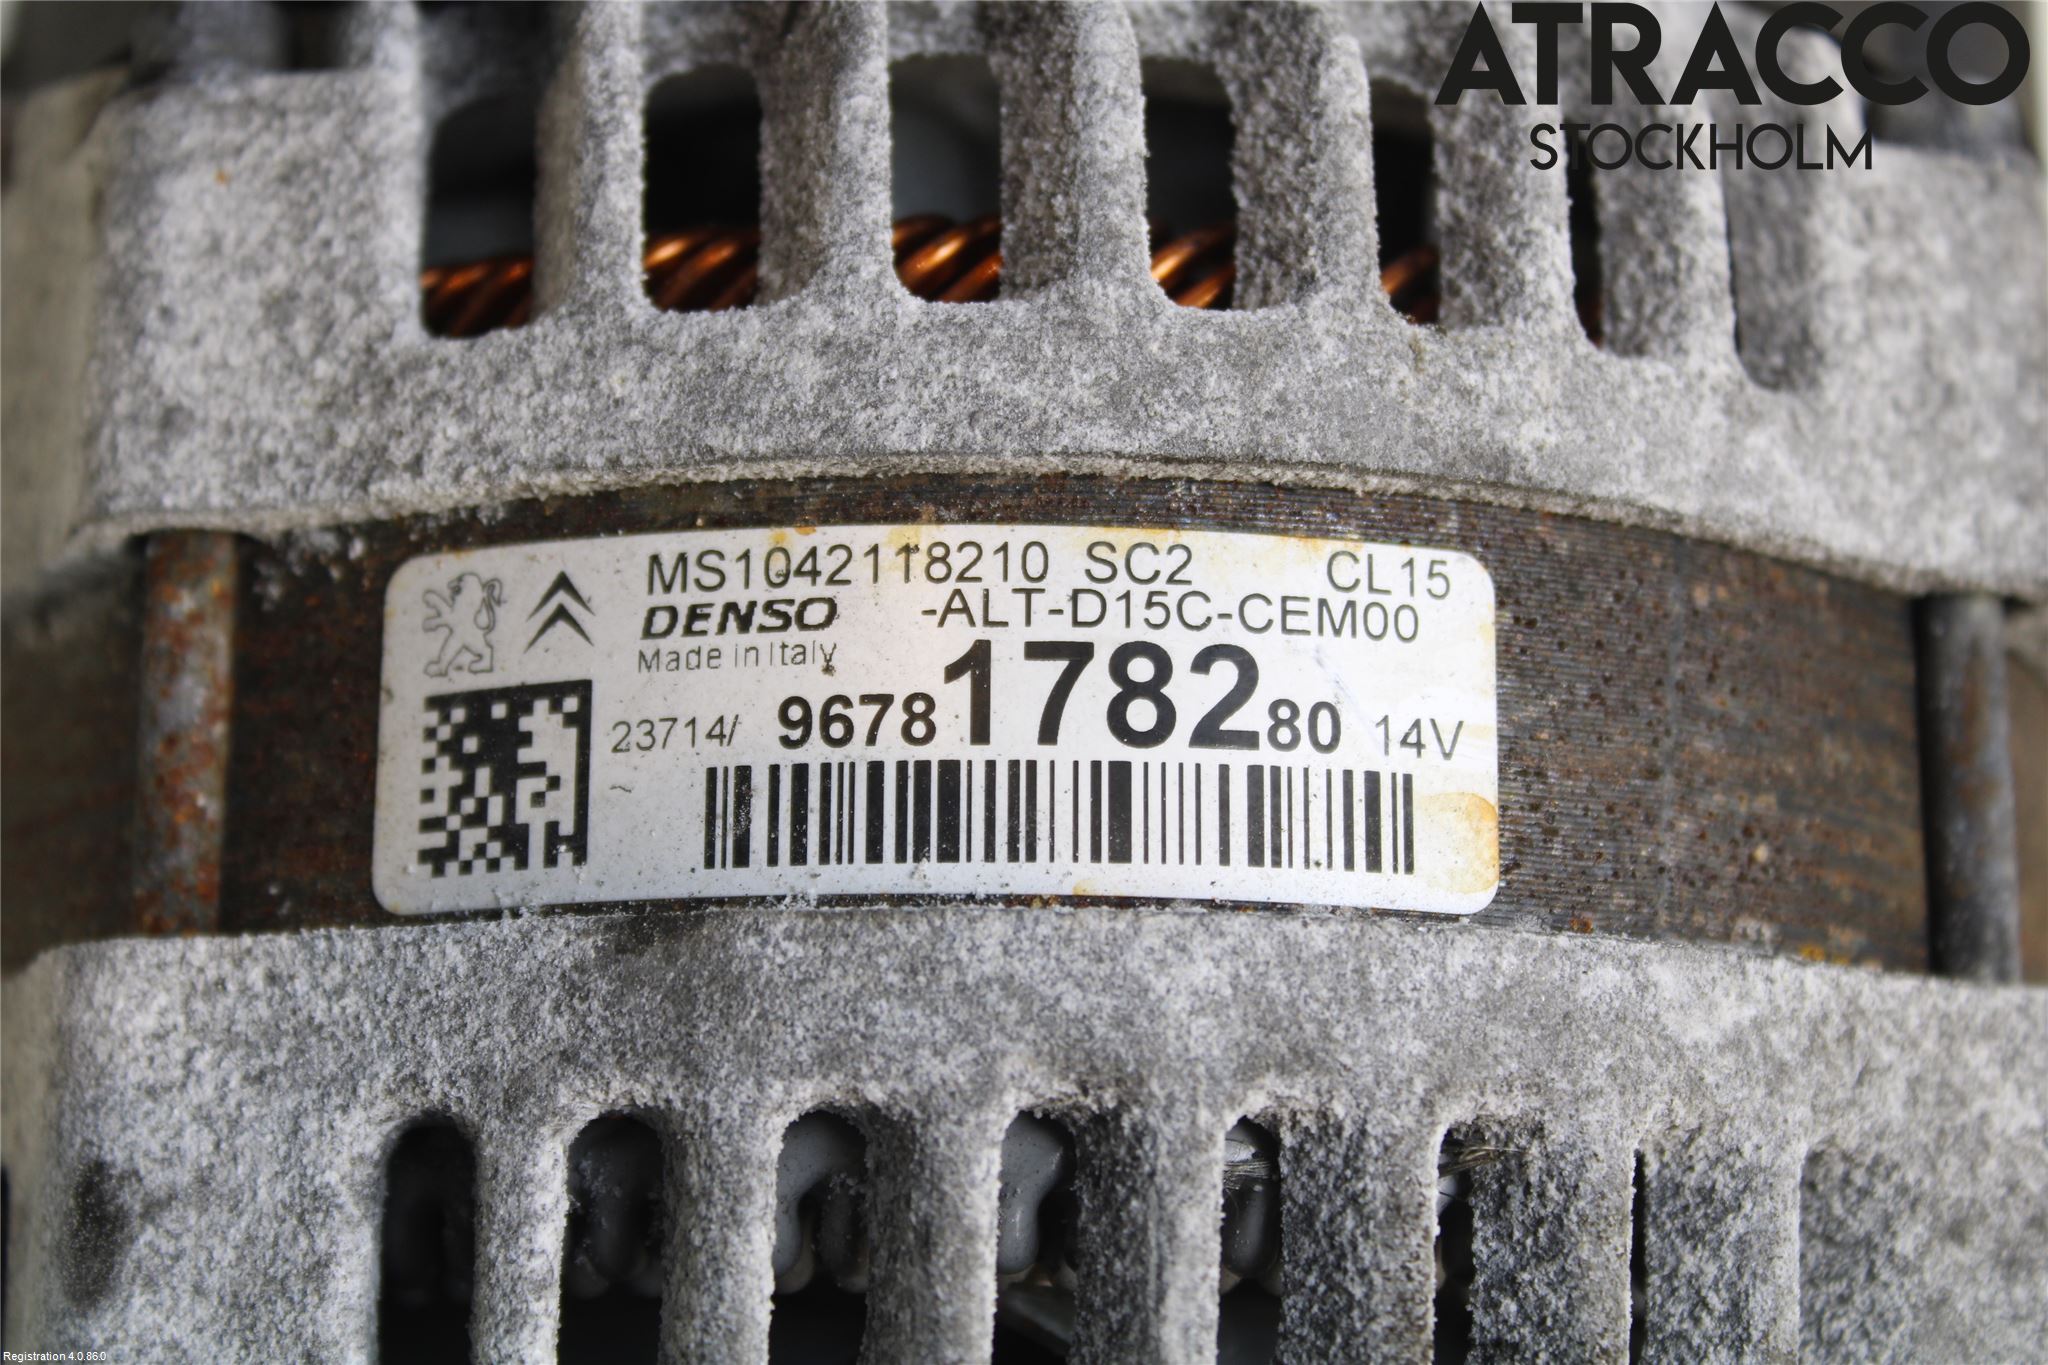 ATRACCO
STOCKHOLM
MS1042118210 SC2 CL15
DENSO -ALT-D15C-CEM00
Made in Italy
23714/ 9678178280 14V
Registration 4.0.86.0